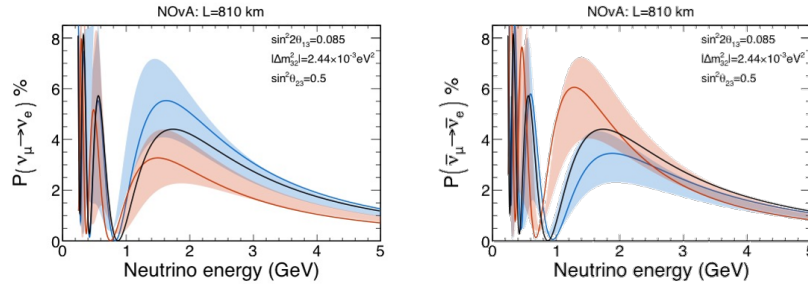 NOvA: L=810 km
sin²2θ₁₃=0.085
|Δm²₃₂|=2.44×10⁻³eV²
sin²θ₂₃=0.5
P(νμ→νe) %
8
6
4
2
0
0 1 2 3 4 5
Neutrino energy (GeV)
NOvA: L=810 km
sin²2θ₁₃=0.085
|Δm²₃₂|=2.44×10⁻³eV²
sin²θ₂₃=0.5
P(ν̄μ→ν̄e) %
8
6
4
2
0
0 1 2 3 4 5
Neutrino energy (GeV)